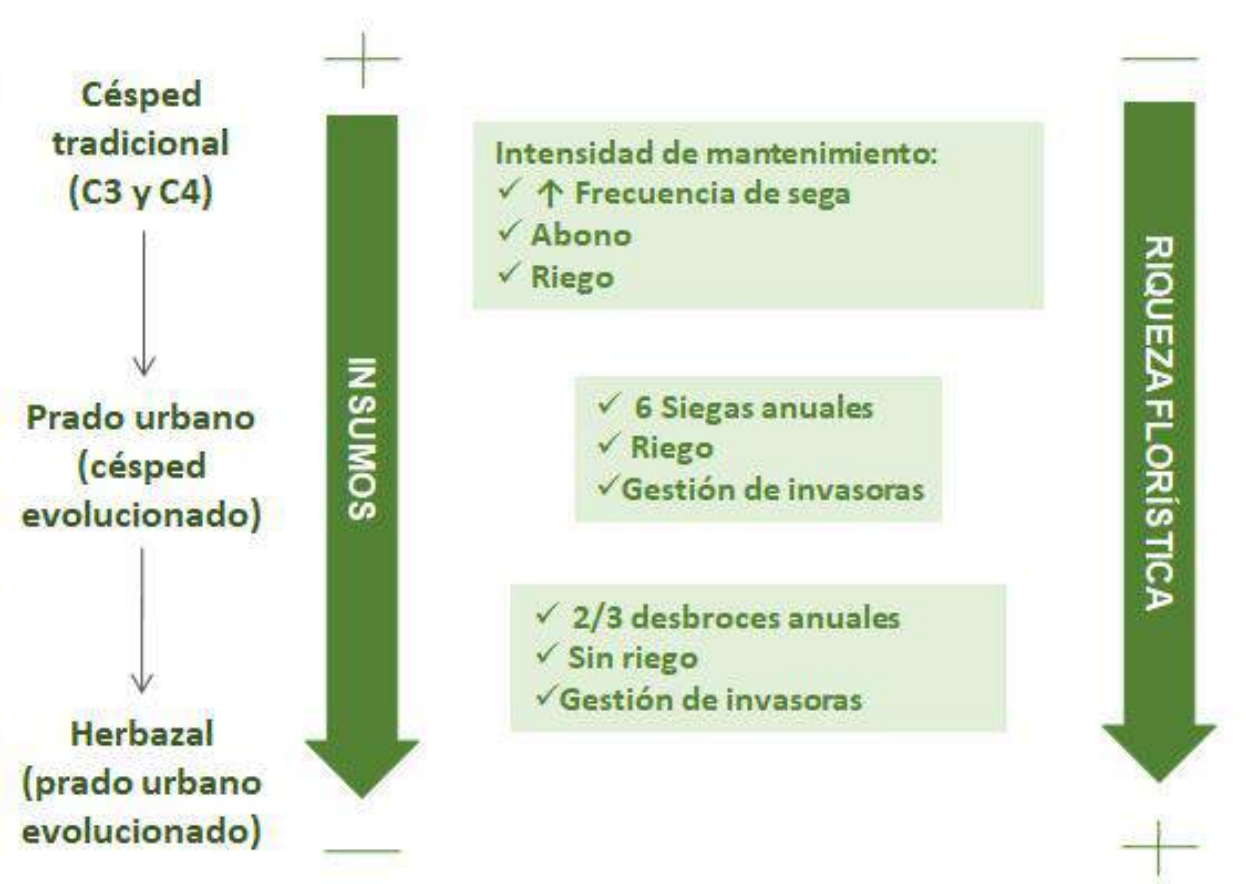 Césped
tradicional
(C3 y C4)
Prado urbano
(césped
evolucionado)
Herbazal
(prado urbano
evolucionado)
+
INSUMOS
—
Intensidad de mantenimiento:
✓ ↑ Frecuencia de sega
✓ Abono
✓ Riego
✓ 6 Siegas anuales
✓ Riego
✓Gestión de invasoras
✓ 2/3 desbroces anuales
✓ Sin riego
✓Gestión de invasoras
—
RIQUEZA FLORÍSTICA
+